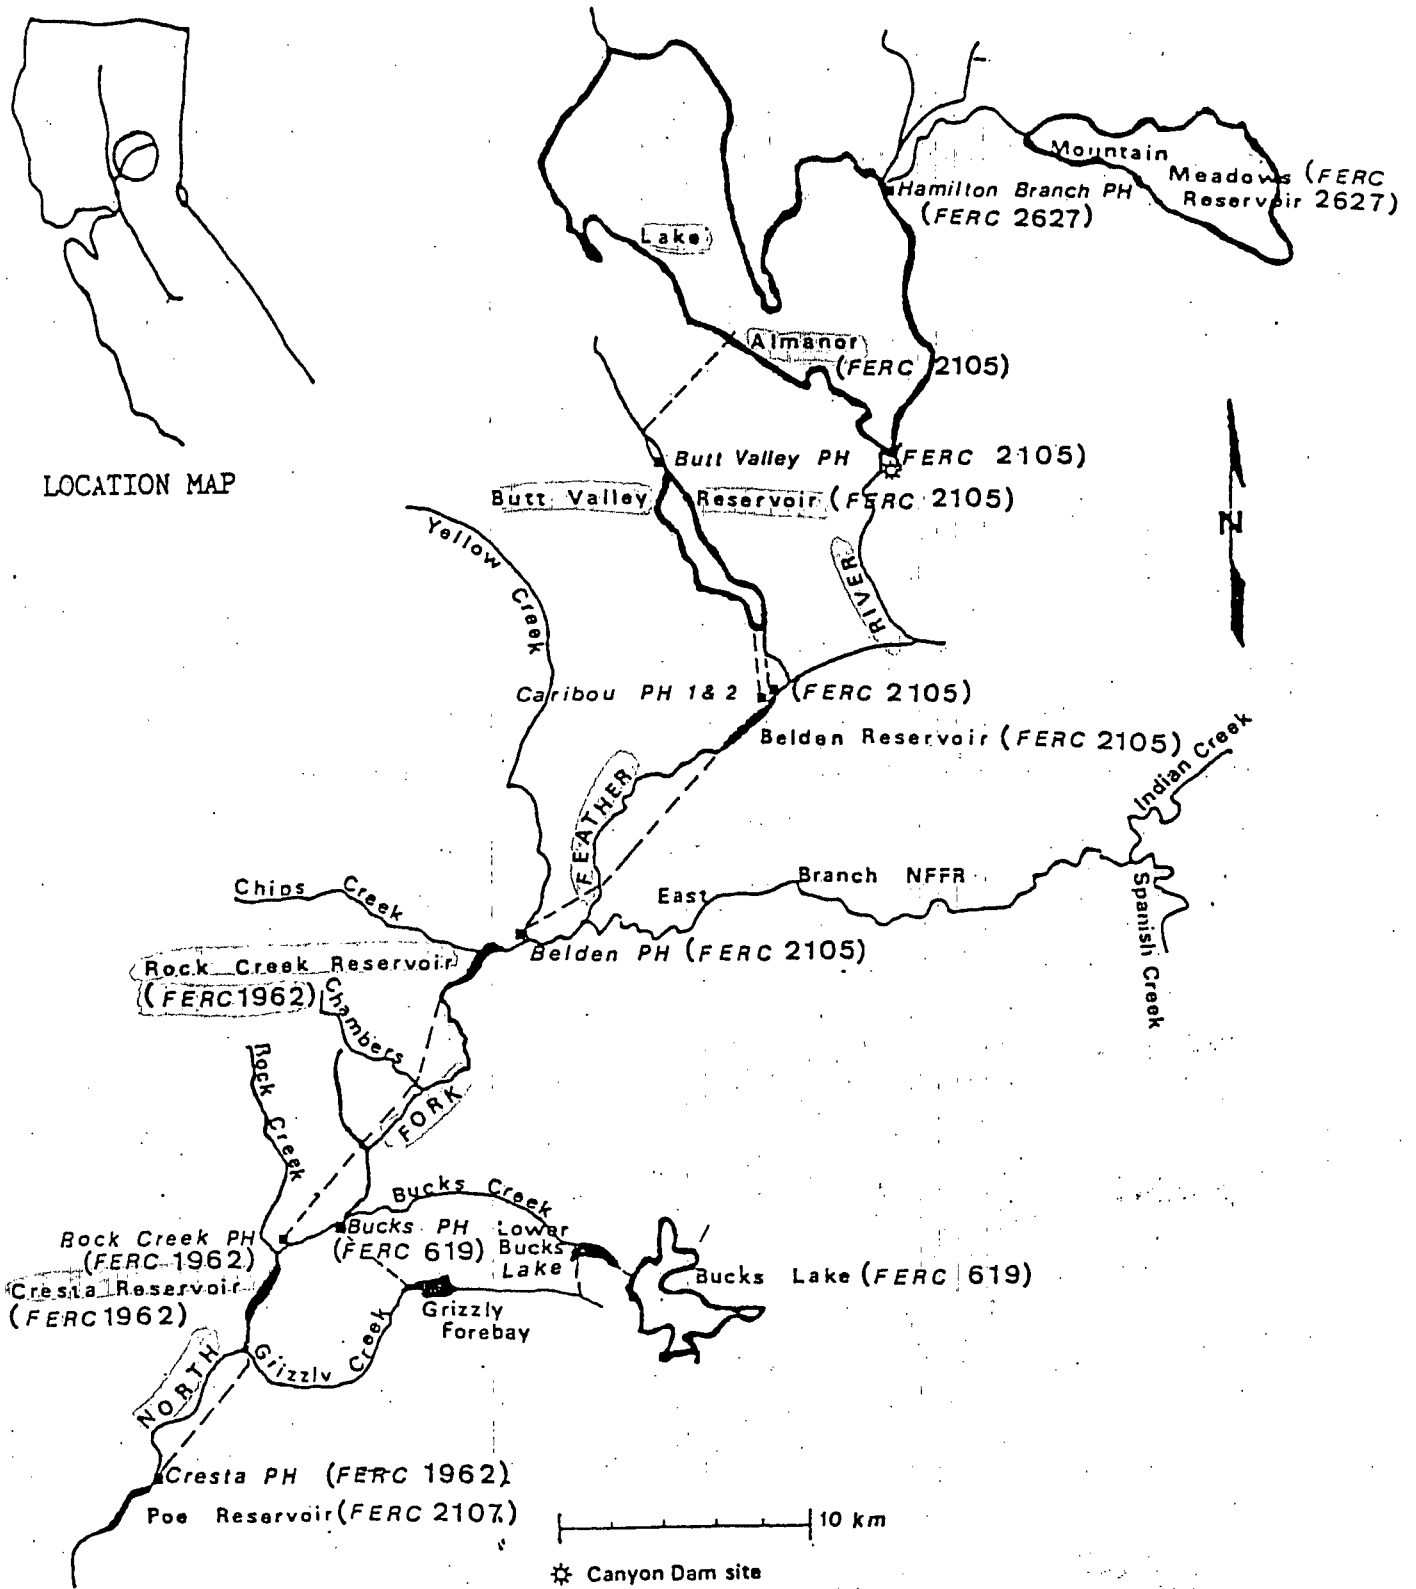 Mountain
Meadows (FERC
Reservoir 2627)
Hamilton Branch PH
(FERC 2627)
Lake
Almanor
(FERC 2105)
LOCATION MAP
Butt Valley PH (FERC 2105)
Butt Valley Reservoir (FERC 2105)
N
Yellow Creek
RIVER
Caribou PH 1 & 2 (FERC 2105)
Belden Reservoir (FERC 2105)
Indian Creek
FEATHER
Chips Creek
East Branch NFFR
Spanish Creek
Belden PH (FERC 2105)
Rock Creek Reservoir
(FERC 1962)
Chambers
Rock Creek
FORK
Bucks Creek
Rock Creek PH
(FERC 1962)
Bucks PH
(FERC 619)
Lower
Bucks
Lake
Bucks Lake (FERC 619)
Cresta Reservoir
(FERC 1962)
Grizzly
Forebay
Grizzly Creek
NORTH
Cresta PH (FERC 1962)
Poe Reservoir (FERC 2107)
10 km
Canyon Dam site